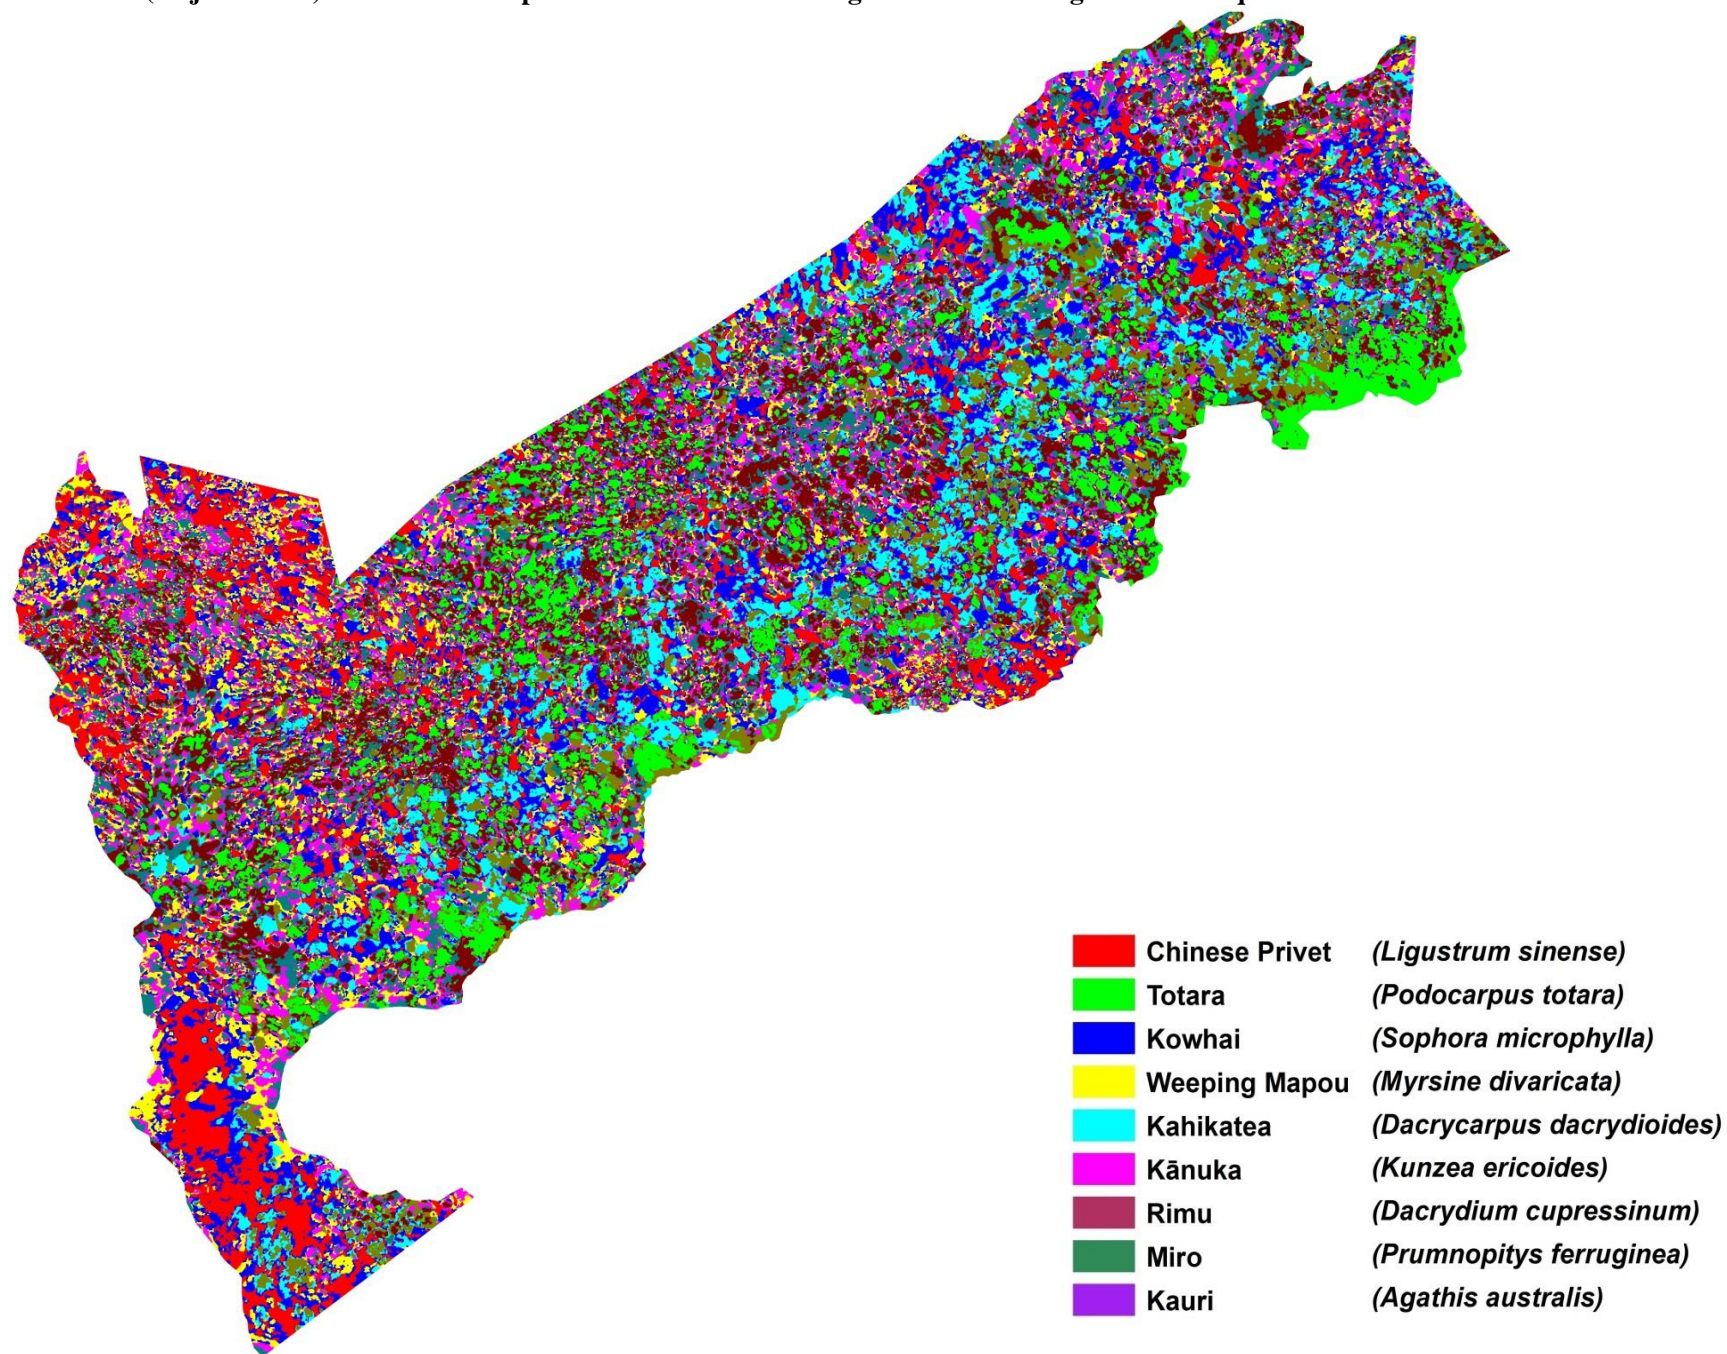 Chinese Privet (Ligustrum sinense)
Totara (Podocarpus totara)
Kowhai (Sophora microphylla)
Weeping Mapou (Myrsine divaricata)
Kahikatea (Dacrycarpus dacrydioides)
Kānuka (Kunzea ericoides)
Rimu (Dacrydium cupressinum)
Miro (Prumnopitys ferruginea)
Kauri (Agathis australis)